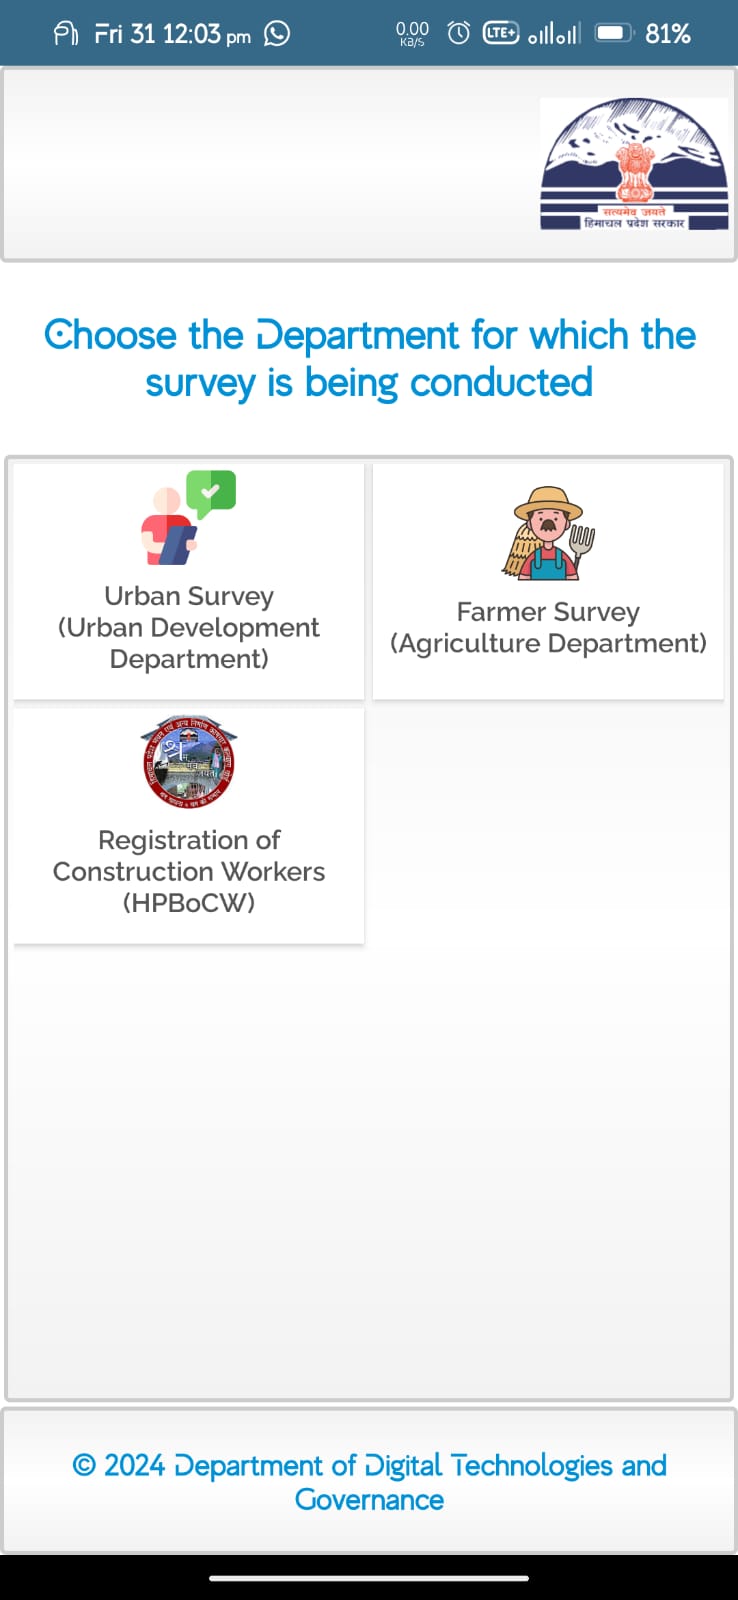 Fri 31 12:03 pm
0.00
KB/S
LTE+
81%
सत्यमेव जयते
हिमाचल प्रदेश सरकार
Choose the Department for which the
survey is being conducted
Urban Survey
(Urban Development
Department)
Farmer Survey
(Agriculture Department)
श्र
Registration of
Construction Workers
(HPBoCW)
© 2024 Department of Digital Technologies and
Governance